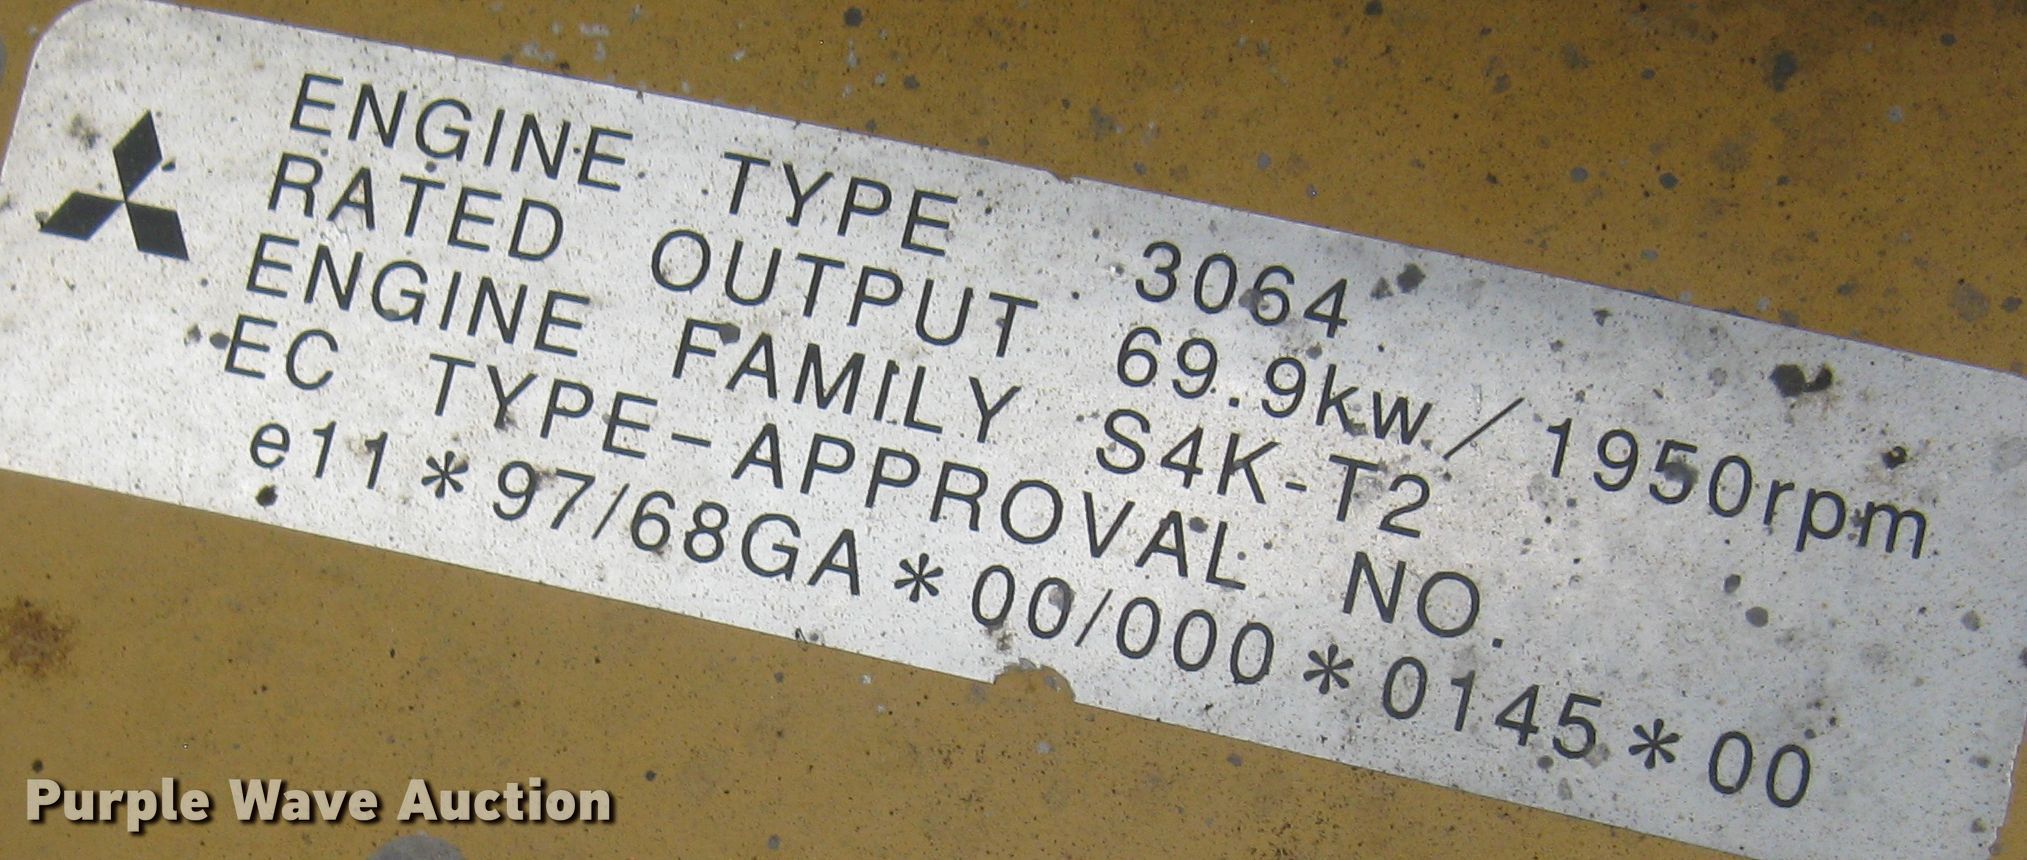 ENGINE TYPE 3064
RATED OUTPUT 69.9kw/1950rpm
ENGINE FAMILY S4K-T2
EC TYPE-APPROVAL NO.
e11*97/68GA*00/000*0145*00
Purple Wave Auction